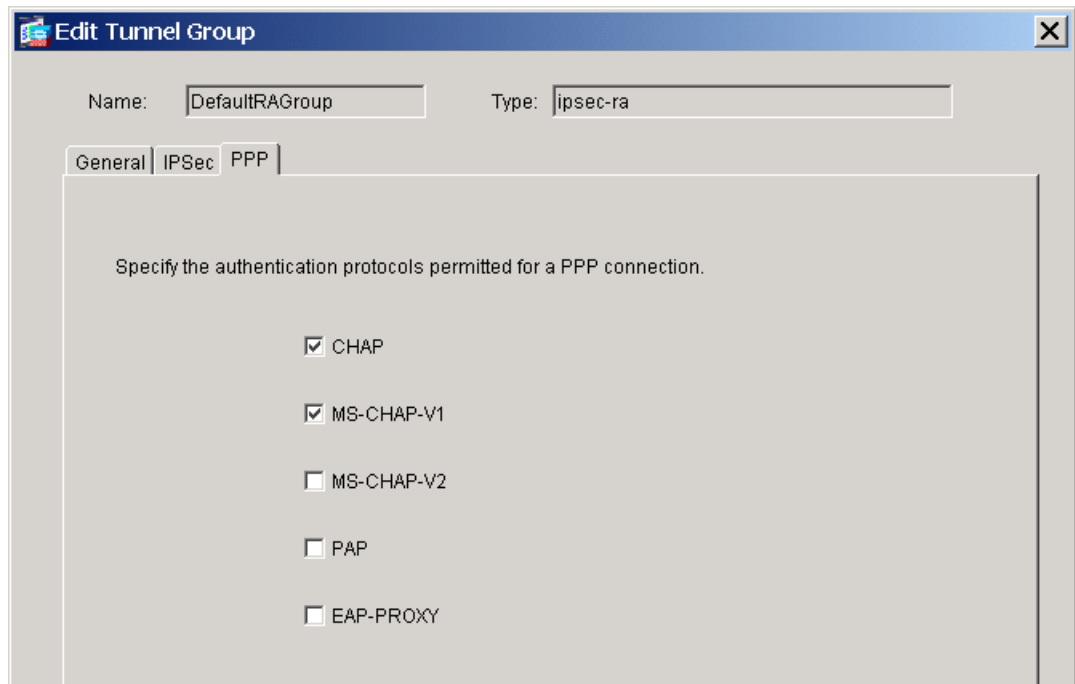 Edit Tunnel Group
Name: DefaultRAGroup Type: ipsec-ra
General IPSec PPP
Specify the authentication protocols permitted for a PPP connection.
CHAP
MS-CHAP-V1
MS-CHAP-V2
PAP
EAP-PROXY